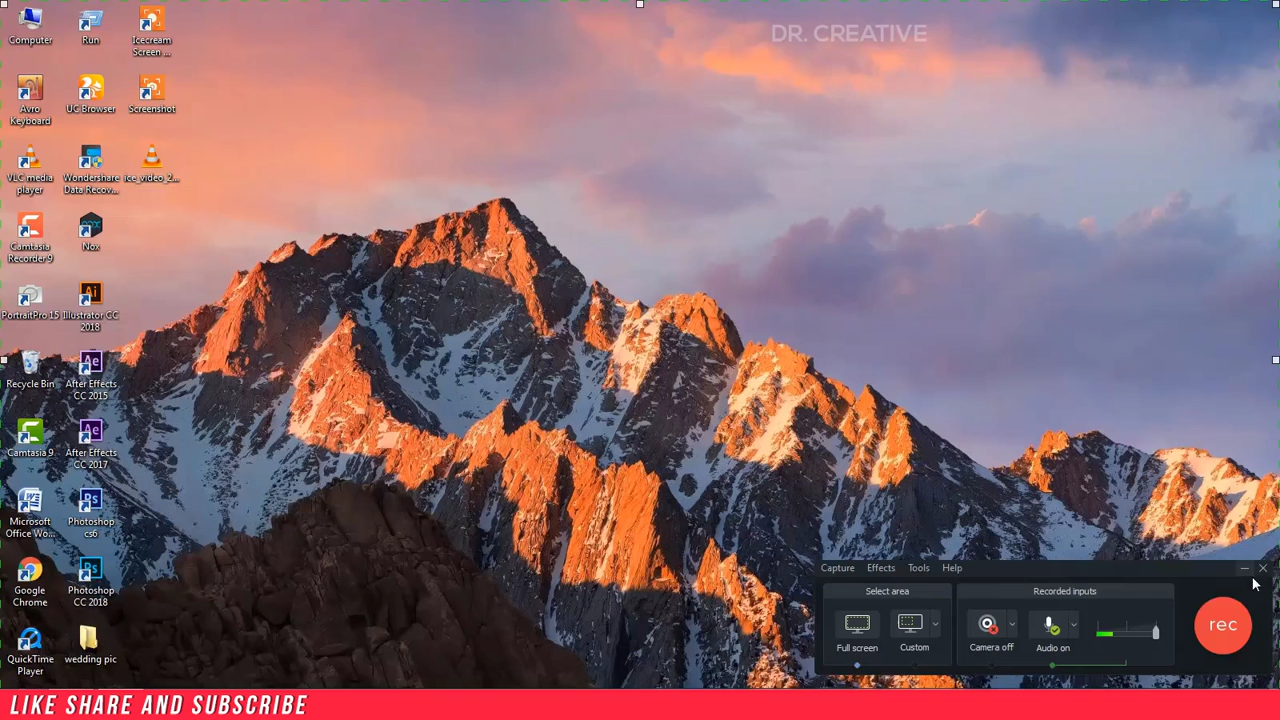 DR. CREATIVE
Computer
Run
Icecream
Screen ...
Avro
Keyboard
UC Browser
Screenshot
VLC media
player
Wondershare
Data Recov...
ice_video_2...
Camtasia
Recorder 9
Nox
PortraitPro 15
Illustrator CC
2018
Recycle Bin
After Effects
CC 2015
Camtasia 9
After Effects
CC 2017
Microsoft
Office Wo...
Photoshop
cs6
Google
Chrome
Photoshop
CC 2018
QuickTime
Player
wedding pic
Capture Effects Tools Help
Select area
Recorded inputs
Full screen
Custom
Camera off
Audio on
rec
LIKE SHARE AND SUBSCRIBE